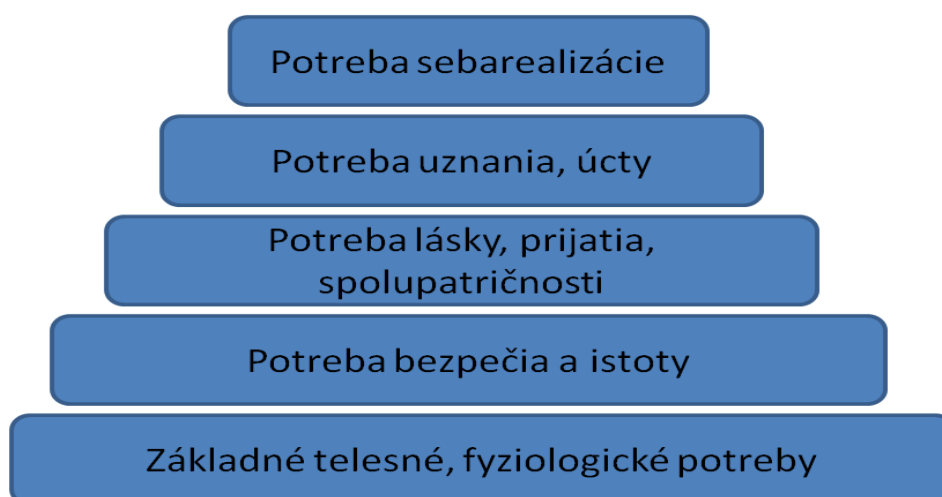 Potreba sebarealizácie
Potreba uznania, úcty
Potreba lásky, prijatia,
spolupatričnosti
Potreba bezpečia a istoty
Základné telesné, fyziologické potreby